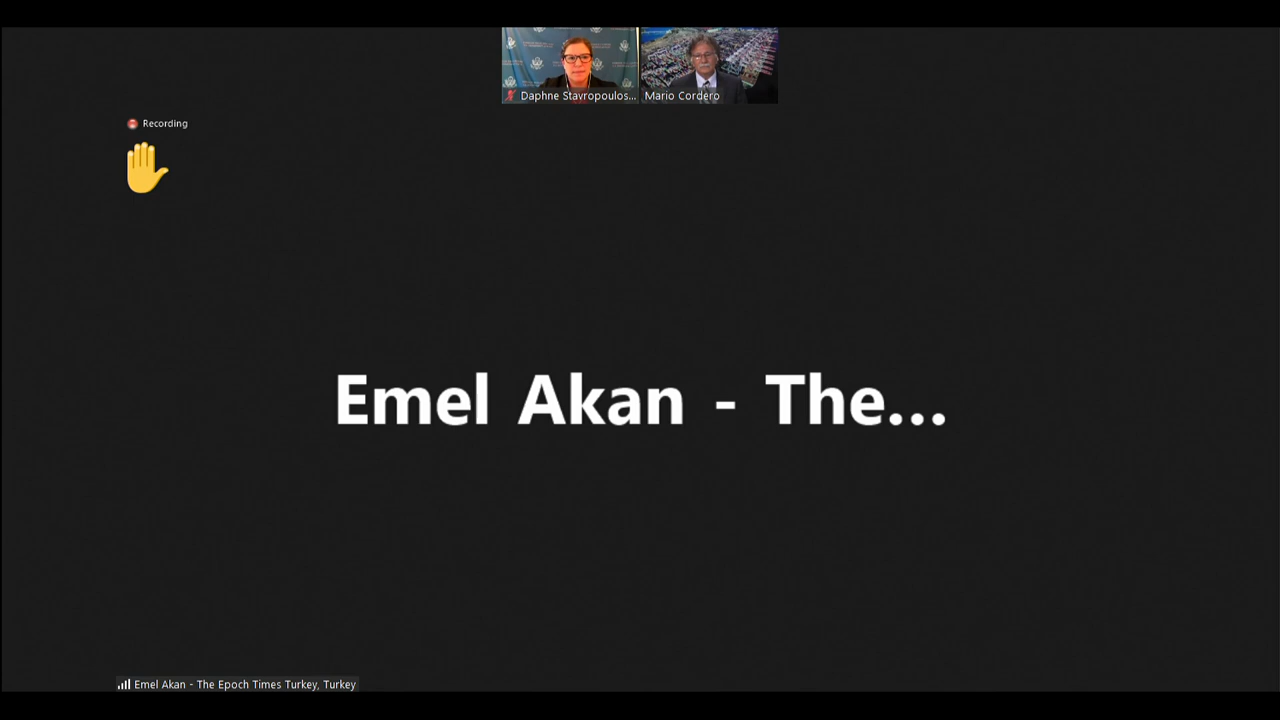 Daphne Stavropoulos...
Mario Cordero
Recording
Emel Akan - The...
Emel Akan - The Epoch Times Turkey, Turkey